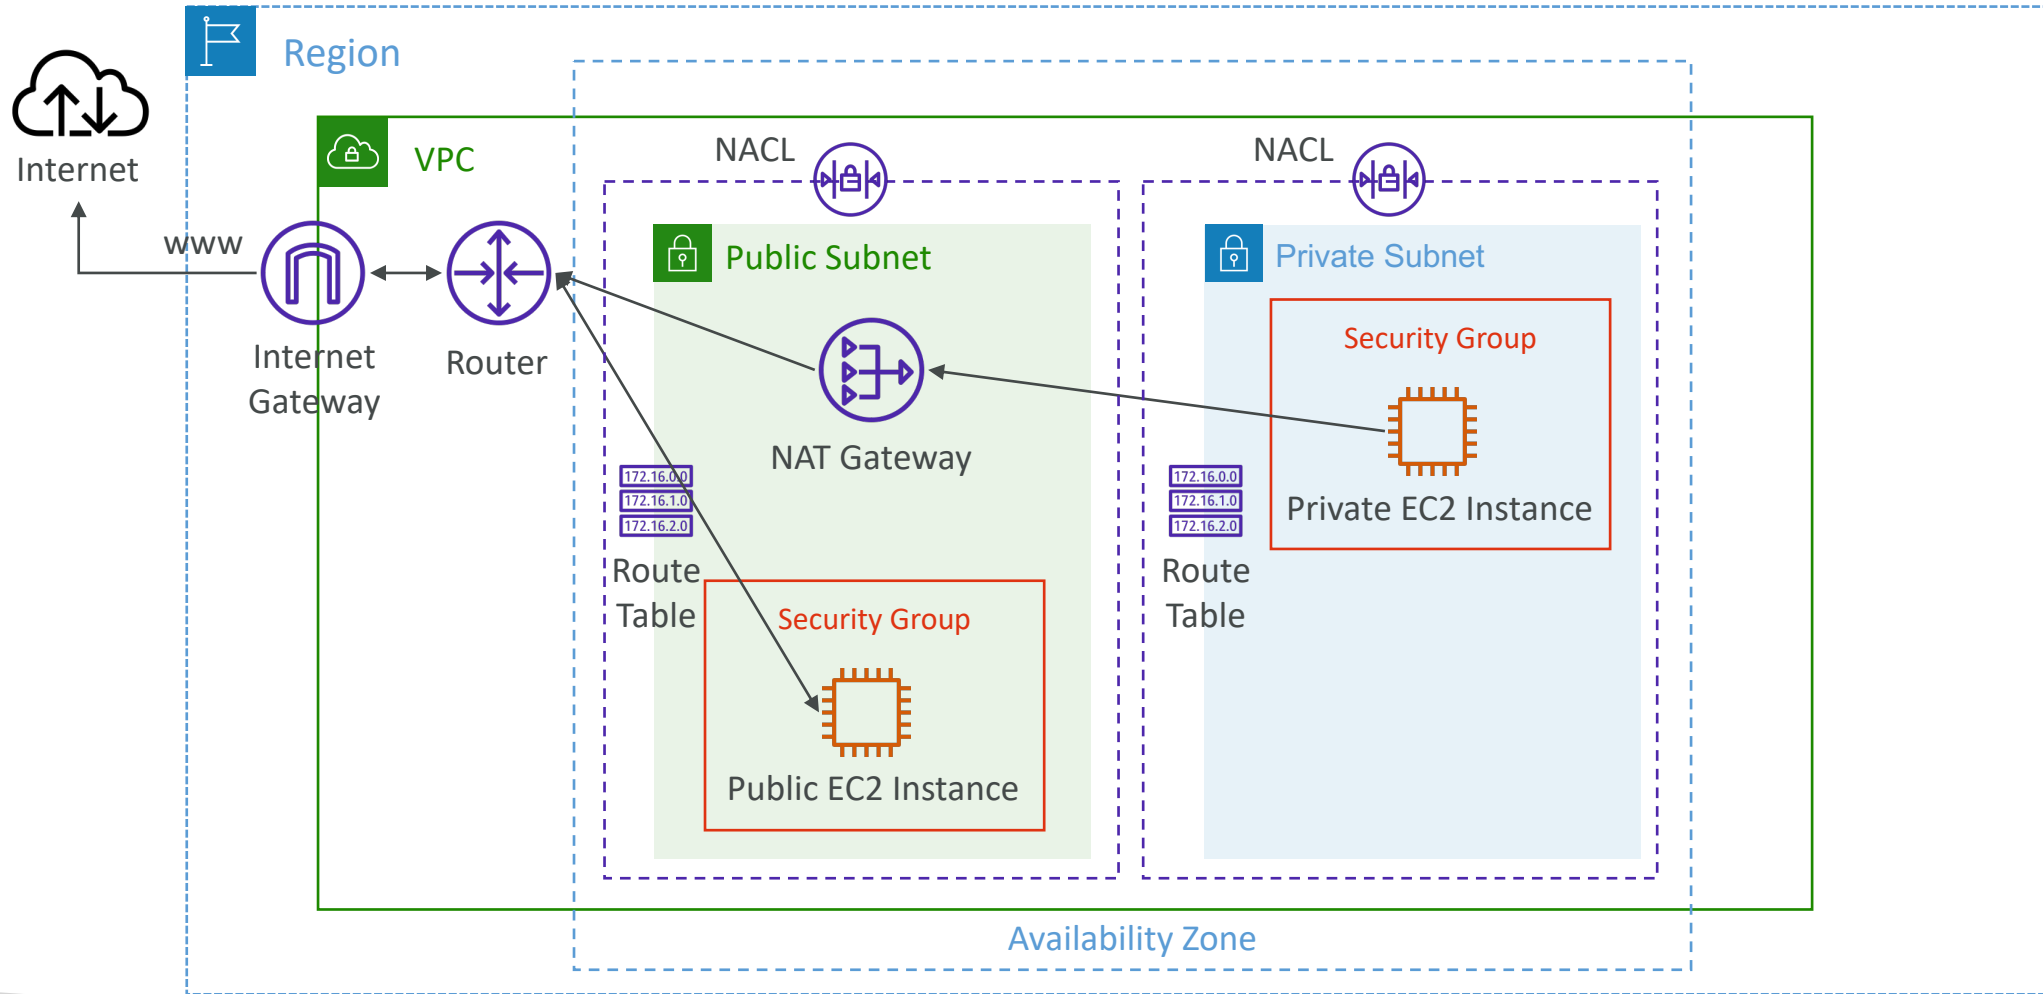 Region
Internet
VPC
NACL
NACL
www
Public Subnet
Private Subnet
Internet
Gateway
Router
Security Group
NAT Gateway
172.16.0.0
172.16.1.0
172.16.2.0
Route
Table
172.16.0.0
172.16.1.0
172.16.2.0
Route
Table
Private EC2 Instance
Security Group
Public EC2 Instance
Availability Zone